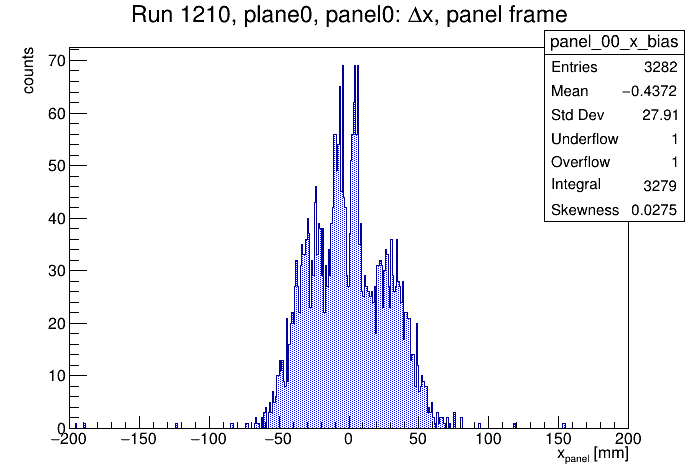 Run 1210, plane0, panel0: Δx, panel frame
panel_00_x_bias
Entries 3282
Mean −0.4372
Std Dev 27.91
Underflow 1
Overflow 1
Integral 3279
Skewness 0.0275
counts
70
60
50
40
30
20
10
0
−200 −150 −100 −50 0 50 100 150 200
x_panel [mm]